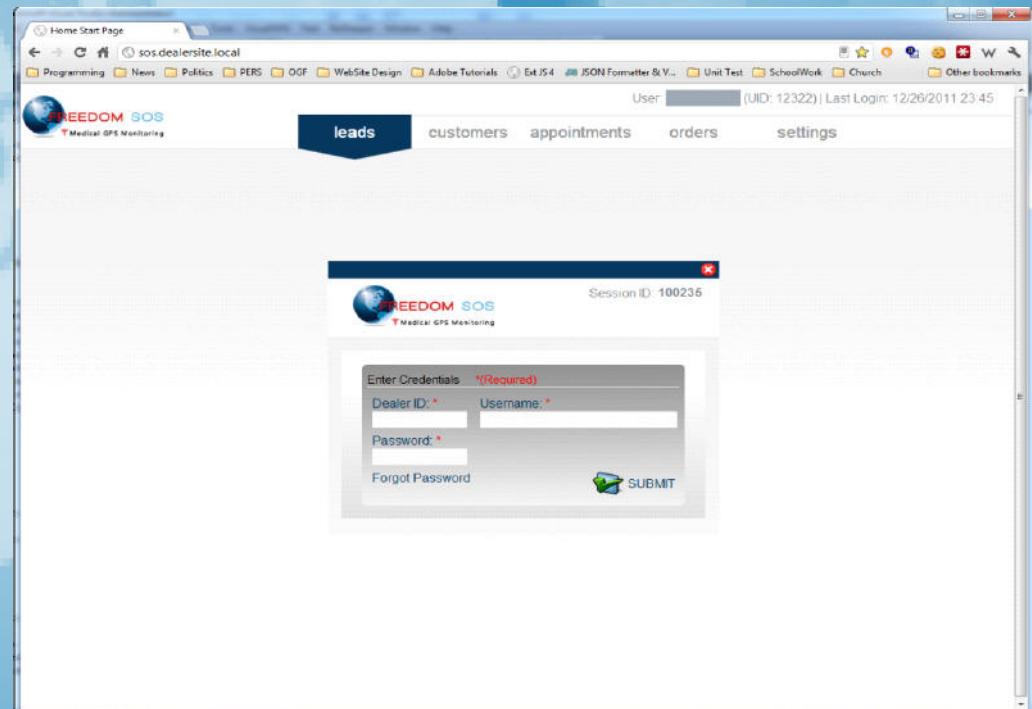 Home Start Page
sos.dealersite.local
Programming News Politics PERS OGF WebSite Design Adobe Tutorials Ext JS 4 JSON Formatter & V... Unit Test SchoolWork Church Other bookmarks
User: (UID: 12322) | Last Login: 12/26/2011 23:45
FREEDOM SOS
Medical GPS Monitoring
leads customers appointments orders settings
Session ID: 100235
FREEDOM SOS
Medical GPS Monitoring
Enter Credentials *(Required)
Dealer ID: * Username: *
Password: *
Forgot Password
SUBMIT